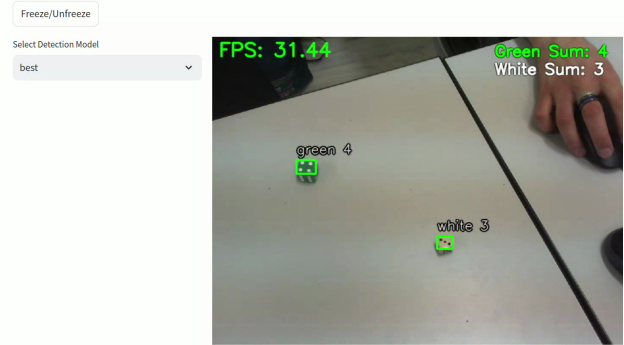 Freeze/Unfreeze
Select Detection Model
best
FPS: 31.44
Green Sum: 4
White Sum: 3
green 4
white 3